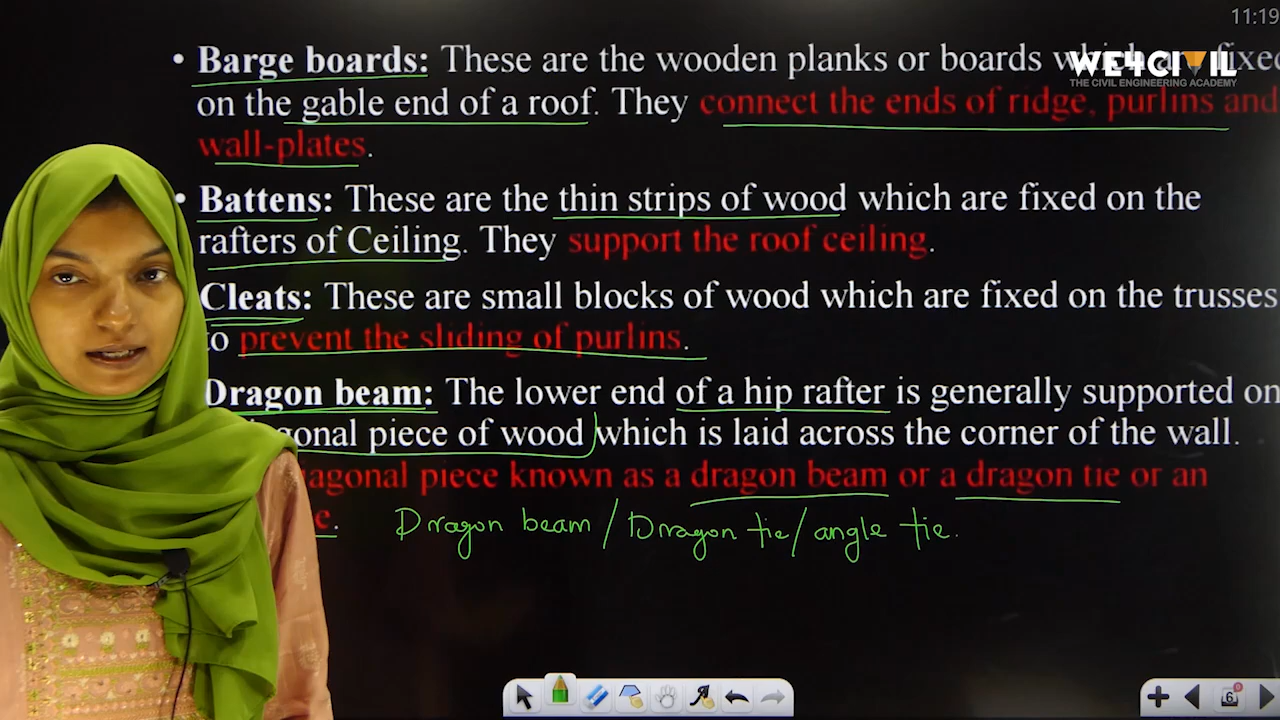 11:19
WE4CIVIL
THE CIVIL ENGINEERING ACADEMY
• Barge boards: These are the wooden planks or boards which fixed
on the gable end of a roof. They connect the ends of ridge, purlins and
wall-plates.
• Battens: These are the thin strips of wood which are fixed on the
rafters of Ceiling. They support the roof ceiling.
Cleats: These are small blocks of wood which are fixed on the trusses
to prevent the sliding of purlins.
Dragon beam: The lower end of a hip rafter is generally supported on
piece of wood which is laid across the corner of the wall.
piece known as a dragon beam or a dragon tie or an
Dragon beam / Dragon tie / angle tie.
6